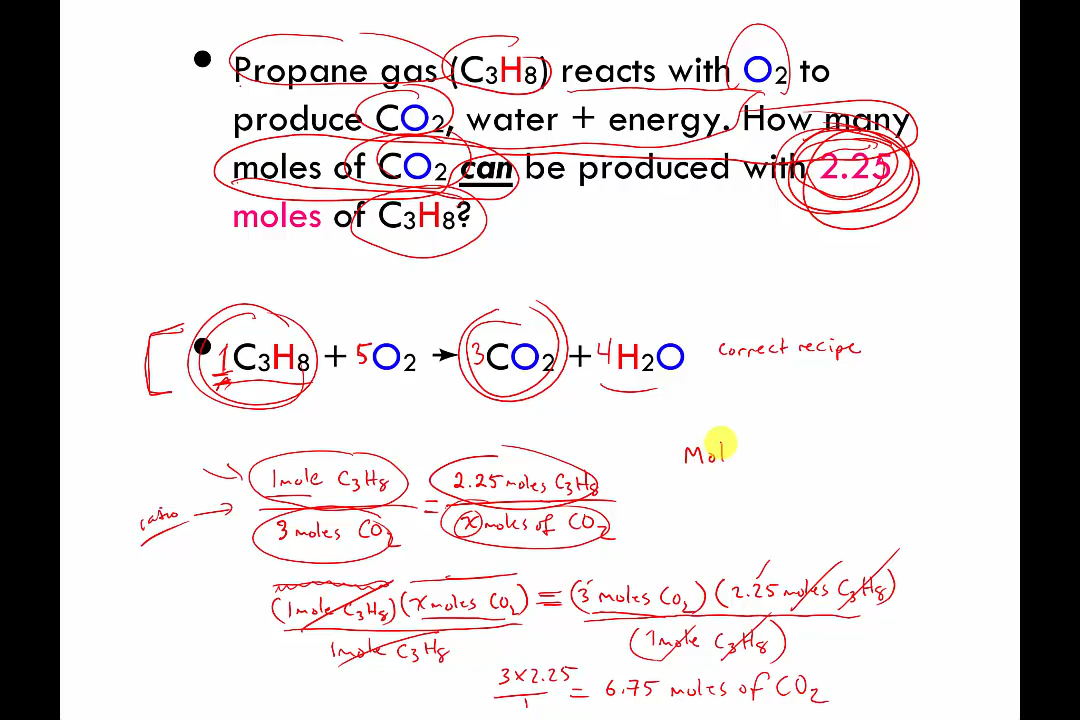 • Propane gas (C₃H₈) reacts with O₂ to
produce CO₂, water + energy. How many
moles of CO₂ can be produced with 2.25
moles of C₃H₈?
• 1C₃H₈ + 5O₂ → 3CO₂ + 4H₂O correct recipe
Mol
1mole C₃H₈ = 2.25 moles C₃H₈
ratio →
3 moles CO₂ x moles of CO₂
(1mole C₃H₈)(x moles CO₂) = (3 moles CO₂)(2.25 moles C₃H₈)
1mole C₃H₈ (1mole C₃H₈)
3 × 2.25 = 6.75 moles of CO₂
1